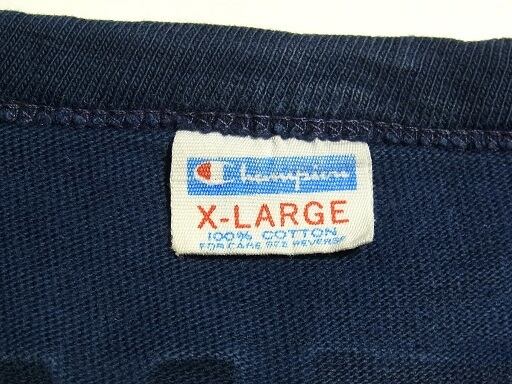 Champion
X-LARGE
100% COTTON
FOR CARE SEE REVERSE